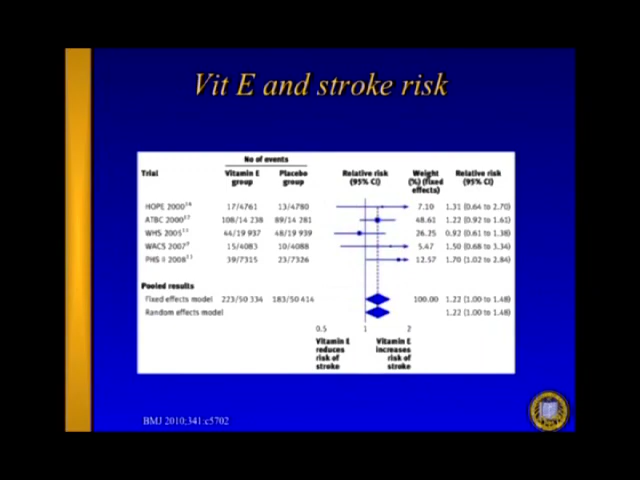 Vit E and stroke risk
No of events
Trial Vitamin E group Placebo group Relative risk (95% CI) Weight (%) (fixed effects) Relative risk (95% CI)
HOPE 2000 17/4761 13/4780 7.10 1.31 (0.64 to 2.70)
ATBC 2000 108/14 238 89/14 281 48.61 1.22 (0.92 to 1.61)
WHS 2005 44/19 937 48/19 939 26.25 0.92 (0.61 to 1.38)
WACS 2007 15/4083 10/4088 5.47 1.50 (0.68 to 3.34)
PHS II 2008 39/7315 23/7326 12.57 1.70 (1.02 to 2.84)
Pooled results
Fixed effects model 223/50 334 183/50 414 100.00 1.22 (1.00 to 1.48)
Random effects model 1.22 (1.00 to 1.48)
0.5 1 2
Vitamin E reduces risk of stroke Vitamin E increases risk of stroke
BMJ 2010;341:c5702